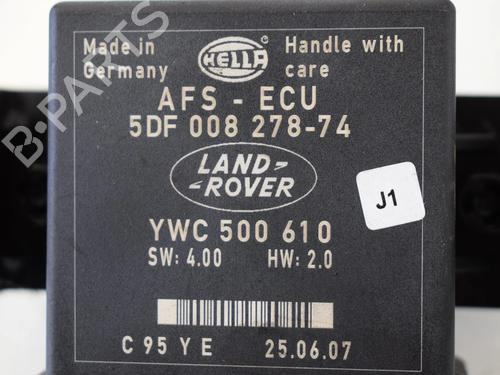 Made in
Germany
HELLA
Handle with
care
AFS - ECU
5DF 008 278-74
LAND-
-ROVER
J1
YWC 500 610
SW: 4.00 HW: 2.0
C 95 Y E 25.06.07
B-PARTS